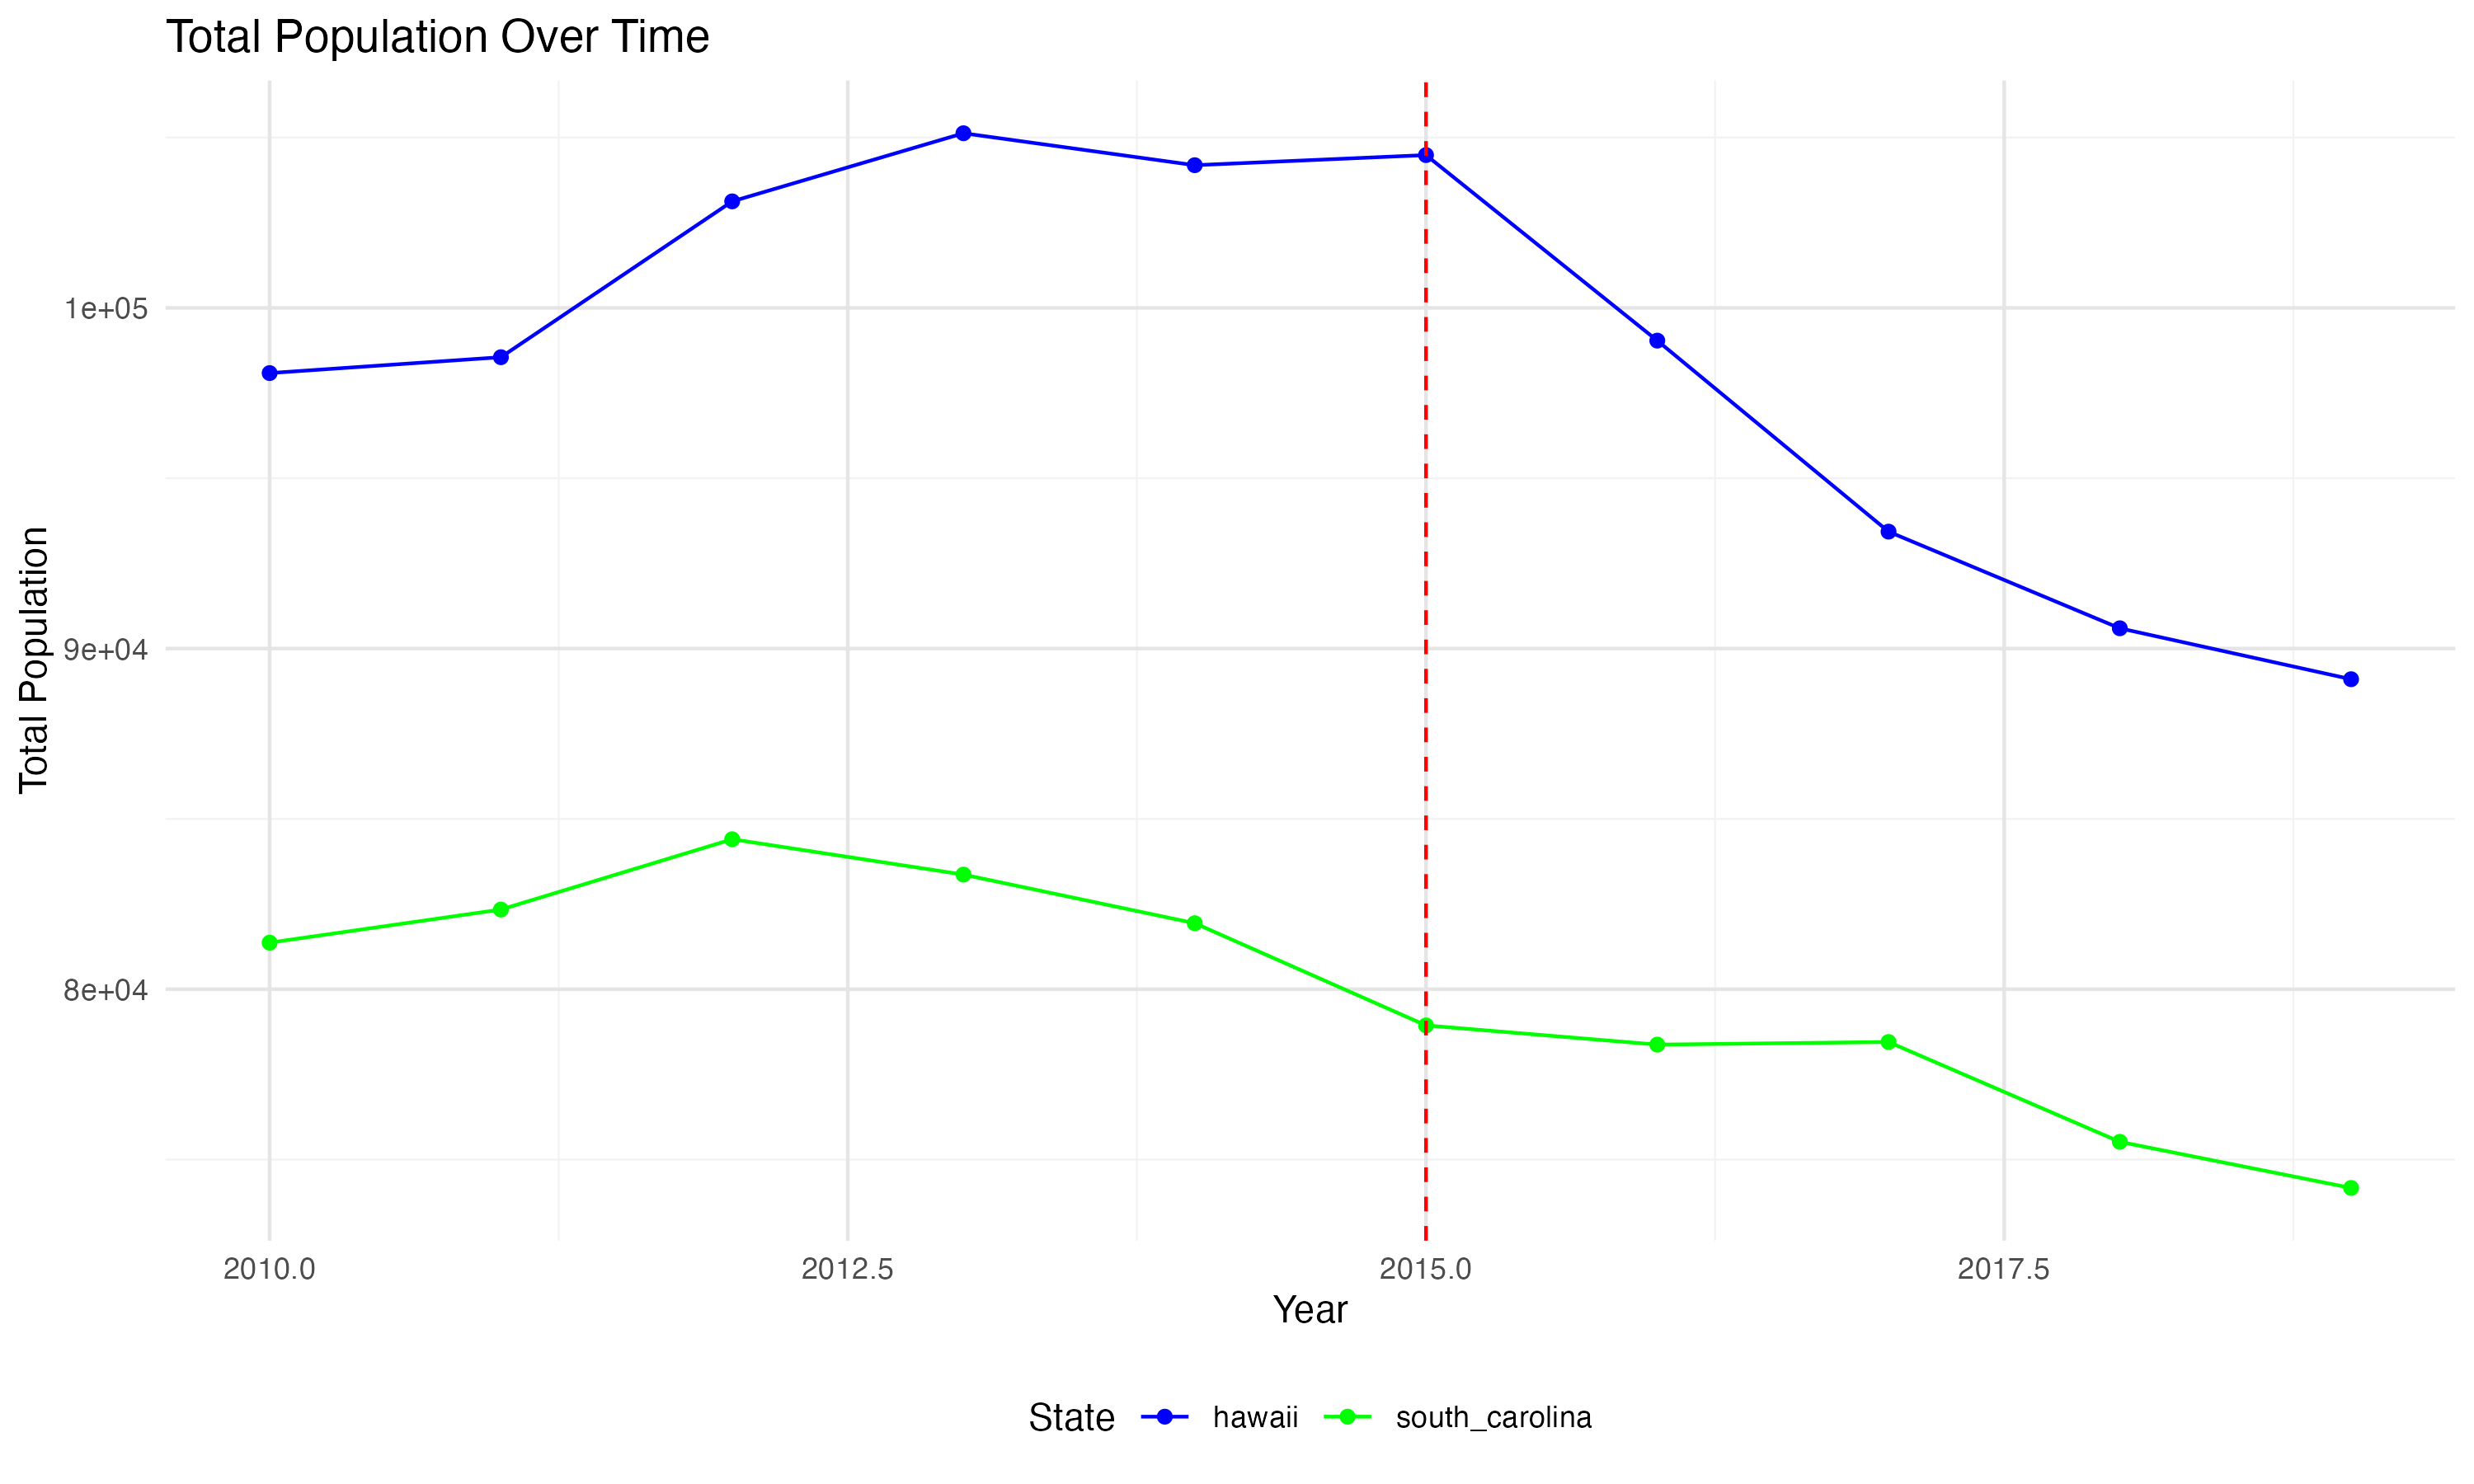 Total Population Over Time
Total Population
1e+05
9e+04
8e+04
2010.0 2012.5 2015.0 2017.5
Year
State hawaii south_carolina